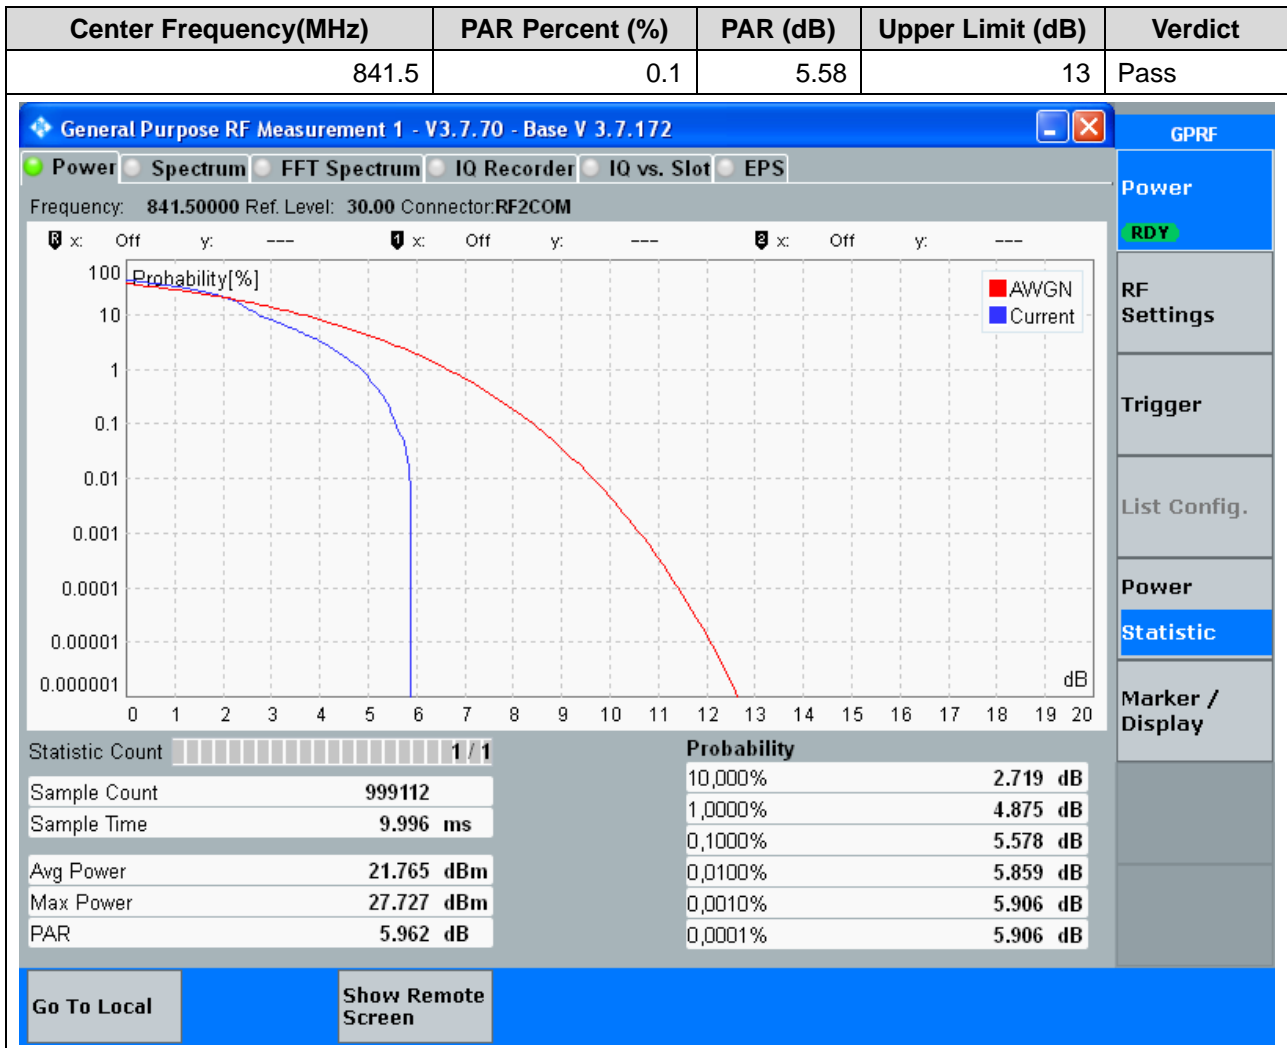 Center Frequency(MHz) PAR Percent (%) PAR (dB) Upper Limit (dB) Verdict
841.5 0.1 5.58 13 Pass
General Purpose RF Measurement 1 - V3.7.70 - Base V 3.7.172
GPRF
Power Spectrum FFT Spectrum IQ Recorder IQ vs. Slot EPS
Power
RDY
Frequency: 841.50000 Ref. Level: 30.00 Connector:RF2COM
R x: Off y: --- 1 x: Off y: --- 2 x: Off y: ---
Probability[%]
AWGN
Current
100
10
1
0.1
0.01
0.001
0.0001
0.00001
0.000001
dB
0 1 2 3 4 5 6 7 8 9 10 11 12 13 14 15 16 17 18 19 20
RF
Settings
Trigger
List Config.
Power
Statistic
Marker /
Display
Statistic Count 1 / 1
Sample Count 999112
Sample Time 9.996 ms
Avg Power 21.765 dBm
Max Power 27.727 dBm
PAR 5.962 dB
Probability
10,000% 2.719 dB
1,0000% 4.875 dB
0,1000% 5.578 dB
0,0100% 5.859 dB
0,0010% 5.906 dB
0,0001% 5.906 dB
Go To Local
Show Remote
Screen